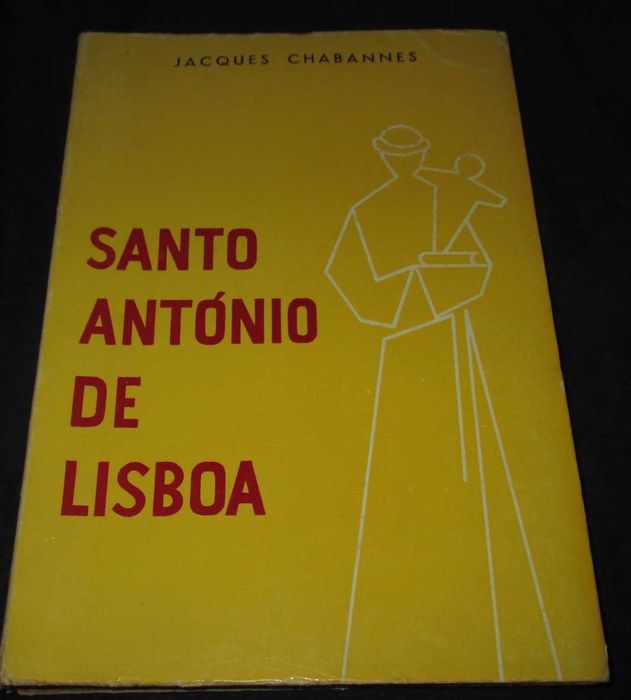 JACQUES CHABANNES
SANTO
ANTÓNIO
DE
LISBOA